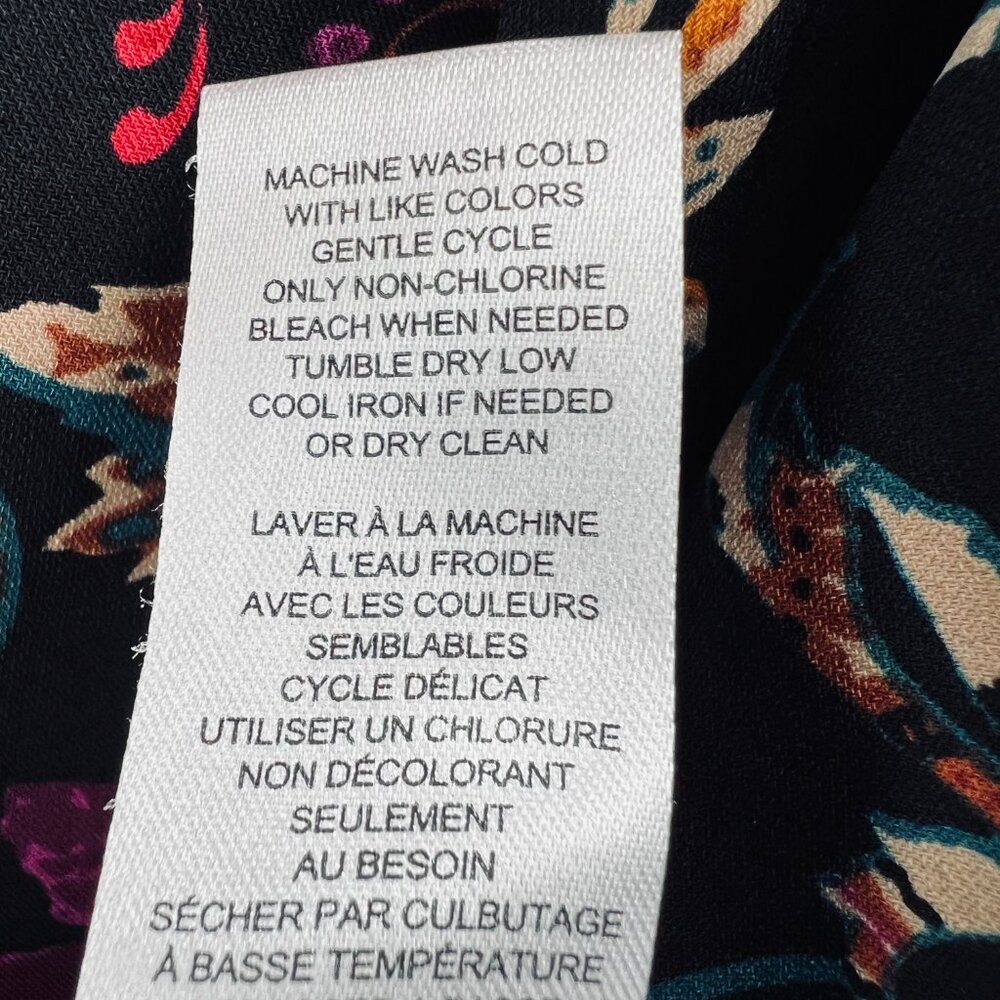 MACHINE WASH COLD
WITH LIKE COLORS
GENTLE CYCLE
ONLY NON-CHLORINE
BLEACH WHEN NEEDED
TUMBLE DRY LOW
COOL IRON IF NEEDED
OR DRY CLEAN
LAVER À LA MACHINE
À L'EAU FROIDE
AVEC LES COULEURS
SEMBLABLES
CYCLE DÉLICAT
UTILISER UN CHLORURE
NON DÉCOLORANT
SEULEMENT
AU BESOIN
SÉCHER PAR CULBUTAGE
À BASSE TEMPÉRATURE